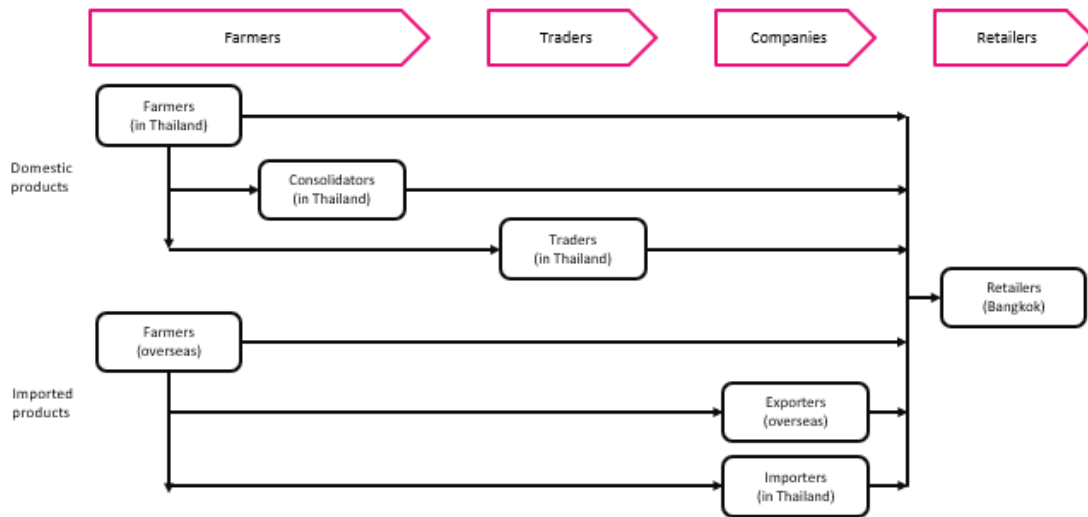 Farmers
Traders
Companies
Retailers
Farmers
(in Thailand)
Domestic
products
Consolidators
(in Thailand)
Traders
(in Thailand)
Retailers
(Bangkok)
Farmers
(overseas)
Imported
products
Exporters
(overseas)
Importers
(in Thailand)